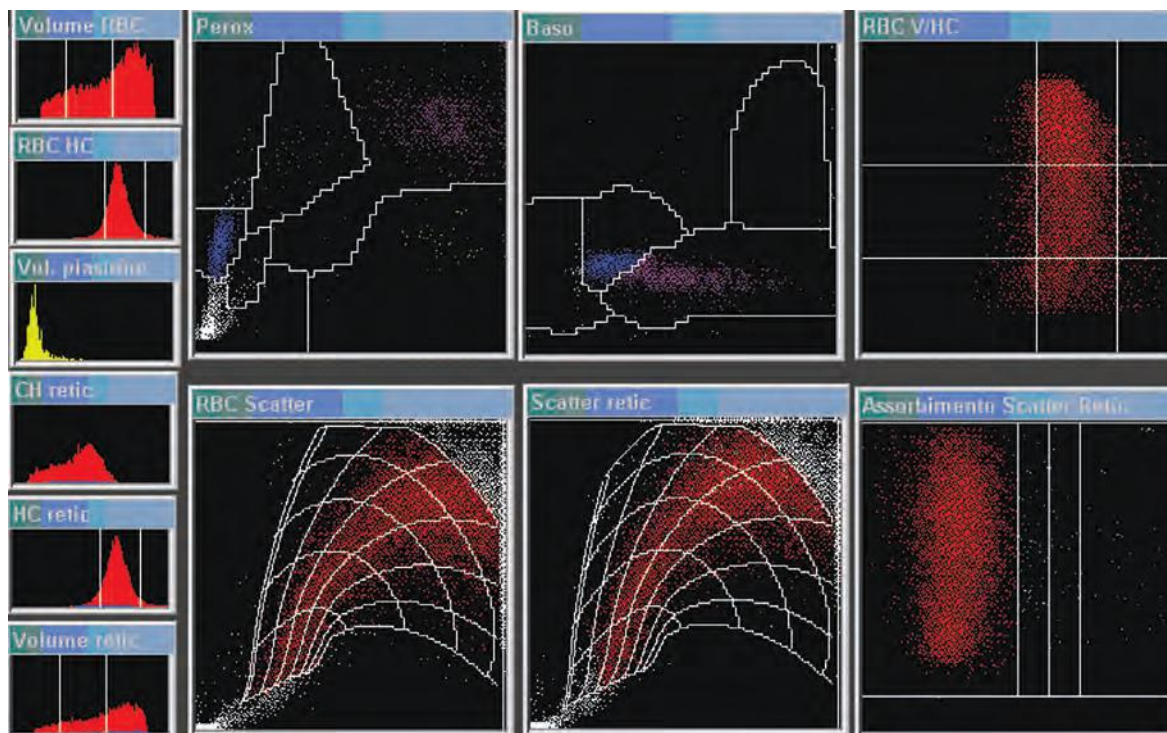 Volume RBC
Perox
Baso
RBC V/HC
RBC HC
Vol. piastrine
CH retic
RBC Scatter
Scatter retic
Assorbimento Scatter Retic.
HC retic
Volume retic